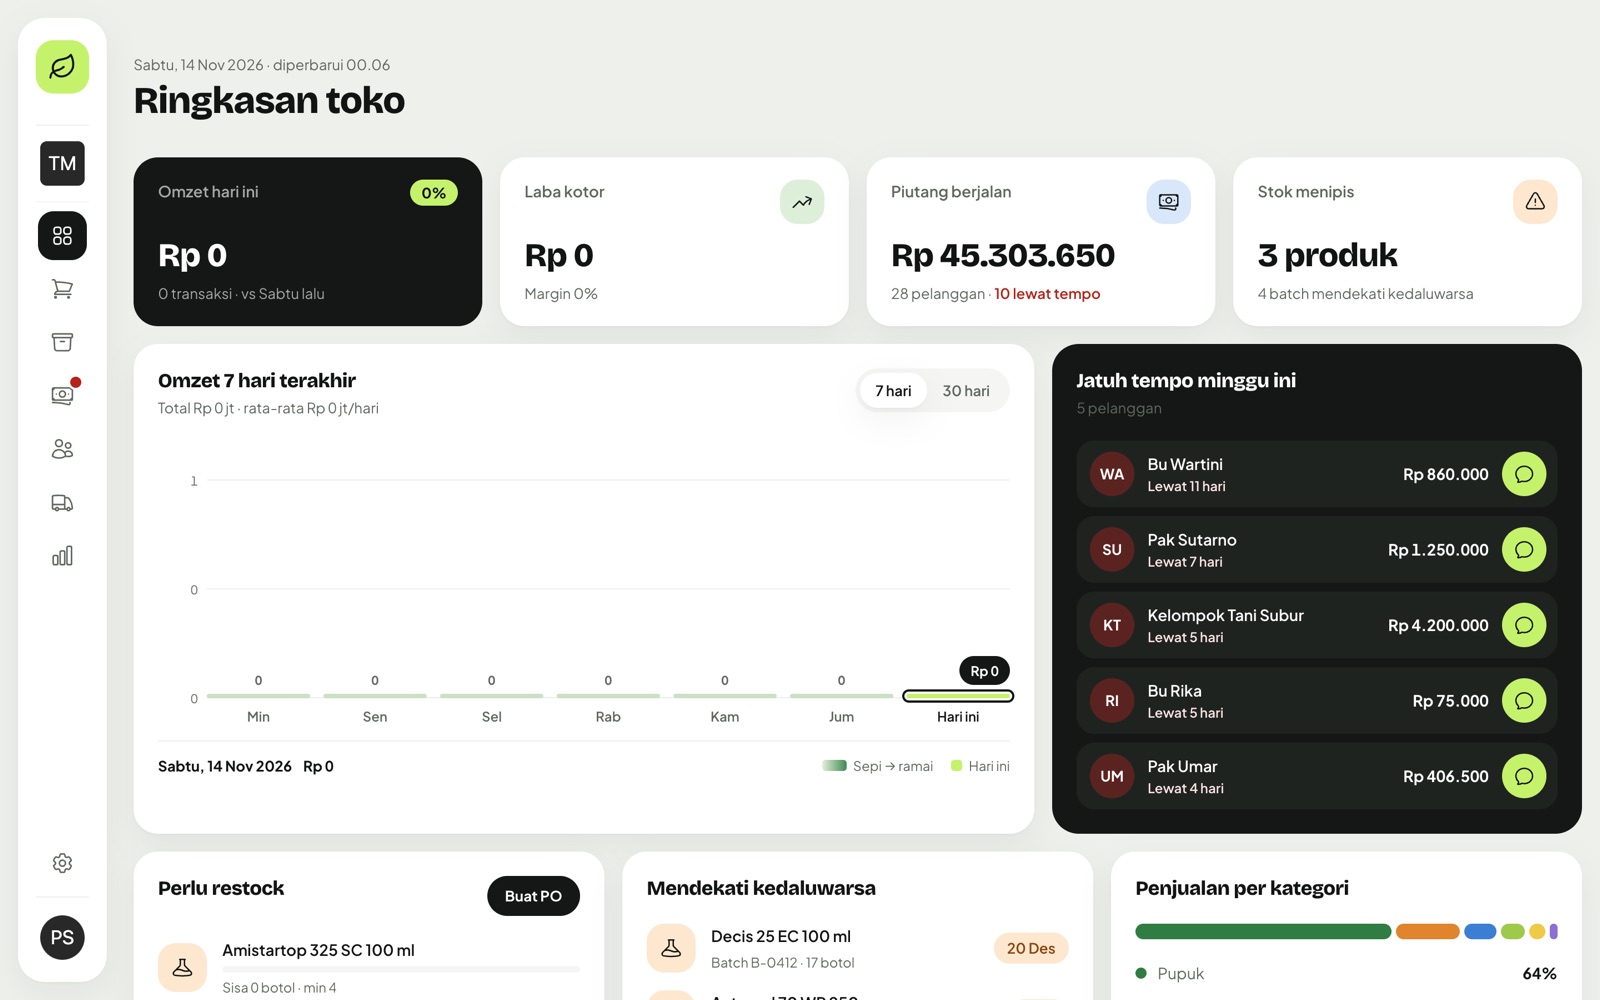 Sabtu, 14 Nov 2026 · diperbarui 00.06
Ringkasan toko
TM
Omzet hari ini
0%
Rp 0
0 transaksi · vs Sabtu lalu
Laba kotor
Rp 0
Margin 0%
Piutang berjalan
Rp 45.303.650
28 pelanggan · 10 lewat tempo
Stok menipis
3 produk
4 batch mendekati kedaluwarsa
Omzet 7 hari terakhir
Total Rp 0 jt · rata-rata Rp 0 jt/hari
7 hari
30 hari
1
0
0
0
0
0
0
0
0
Rp 0
Min
Sen
Sel
Rab
Kam
Jum
Hari ini
Sabtu, 14 Nov 2026 Rp 0
Sepi → ramai
Hari ini
Jatuh tempo minggu ini
5 pelanggan
WA
Bu Wartini
Lewat 11 hari
Rp 860.000
SU
Pak Sutarno
Lewat 7 hari
Rp 1.250.000
KT
Kelompok Tani Subur
Lewat 5 hari
Rp 4.200.000
RI
Bu Rika
Lewat 5 hari
Rp 75.000
UM
Pak Umar
Lewat 4 hari
Rp 406.500
Perlu restock
Buat PO
Amistartop 325 SC 100 ml
Sisa 0 botol · min 4
Mendekati kedaluwarsa
Decis 25 EC 100 ml
Batch B-0412 · 17 botol
20 Des
Penjualan per kategori
Pupuk
64%
PS